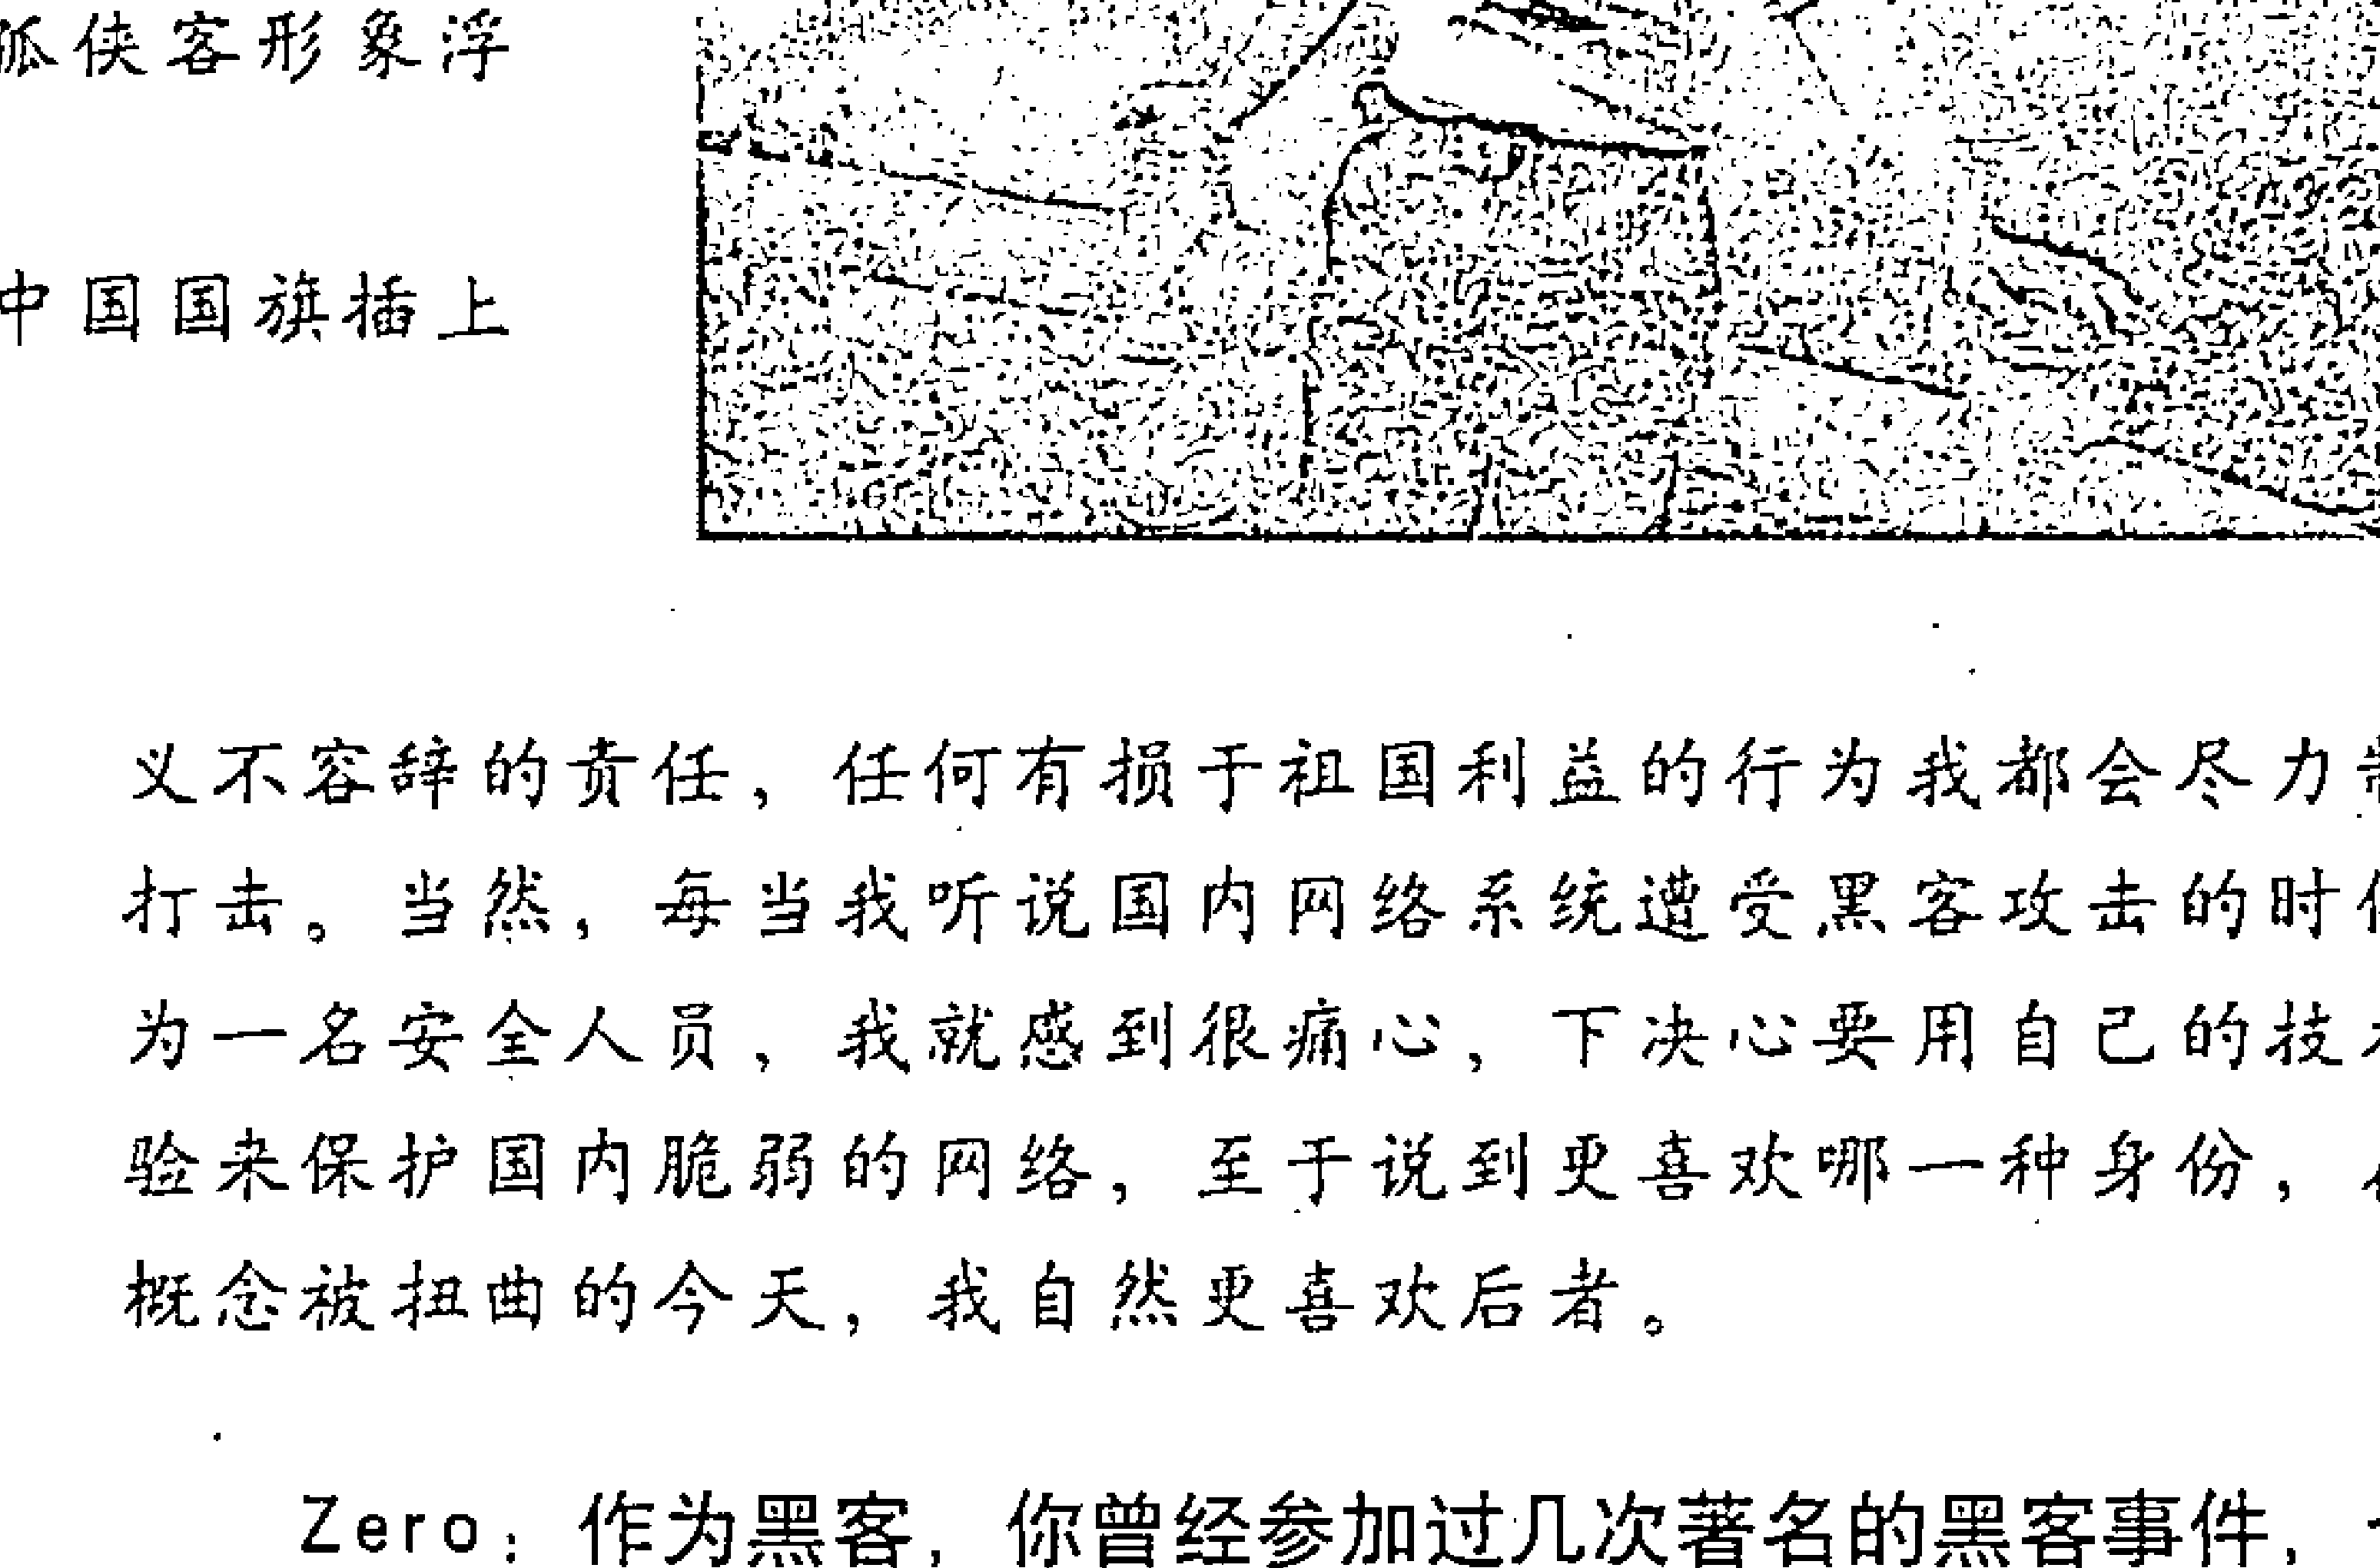 侠客形象浮
中国国旗插上
义不容辞的责任，任何有损于祖国利益的行为我都会尽力
打击。当然，每当我听说国内网络系统遭受黑客攻击的时
为一名安全人员，我就感到很痛心，下决心要用自己的技
验来保护国内脆弱的网络，至于说到更喜欢哪一种身份，
概念被扭曲的今天，我自然更喜欢后者。
Zero：作为黑客，你曾经参加过几次著名的黑客事件，